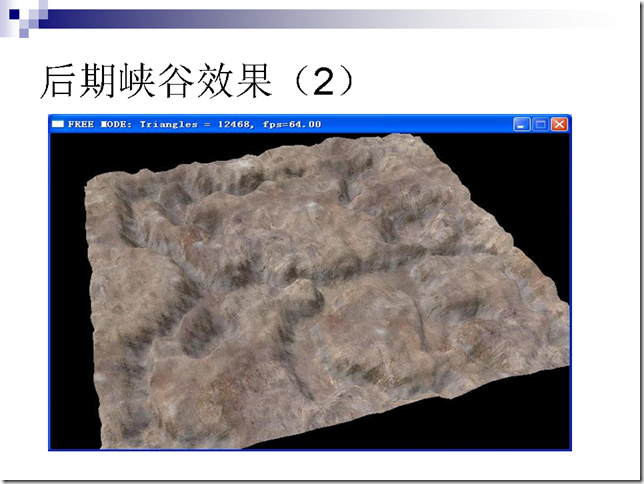 后期峡谷效果（2）
FREE MODE: Triangles = 12468, fps=64.00